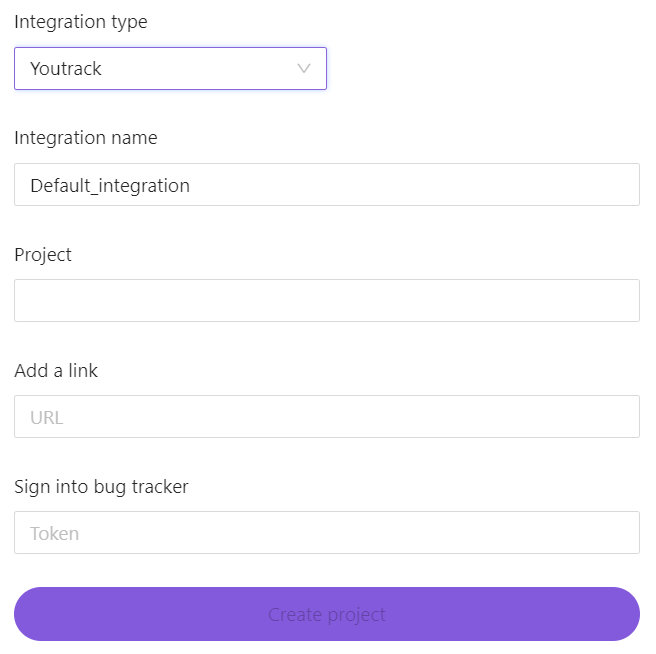 Integration type
Youtrack
Integration name
Default_integration
Project
Add a link
URL
Sign into bug tracker
Token
Create project